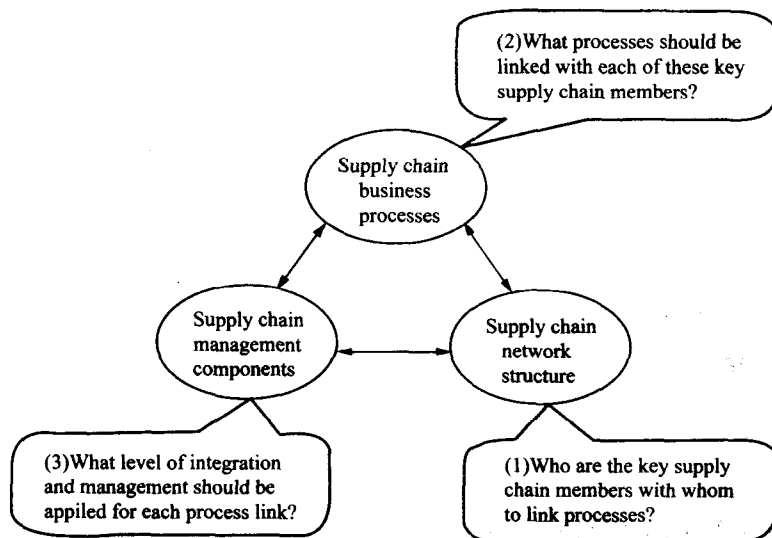 (2)What processes should be
linked with each of these key
supply chain members?
Supply chain
business
processes
Supply chain
management
components
Supply chain
network
structure
(3)What level of integration
and management should be
appiled for each process link?
(1)Who are the key supply
chain members with whom
to link processes?